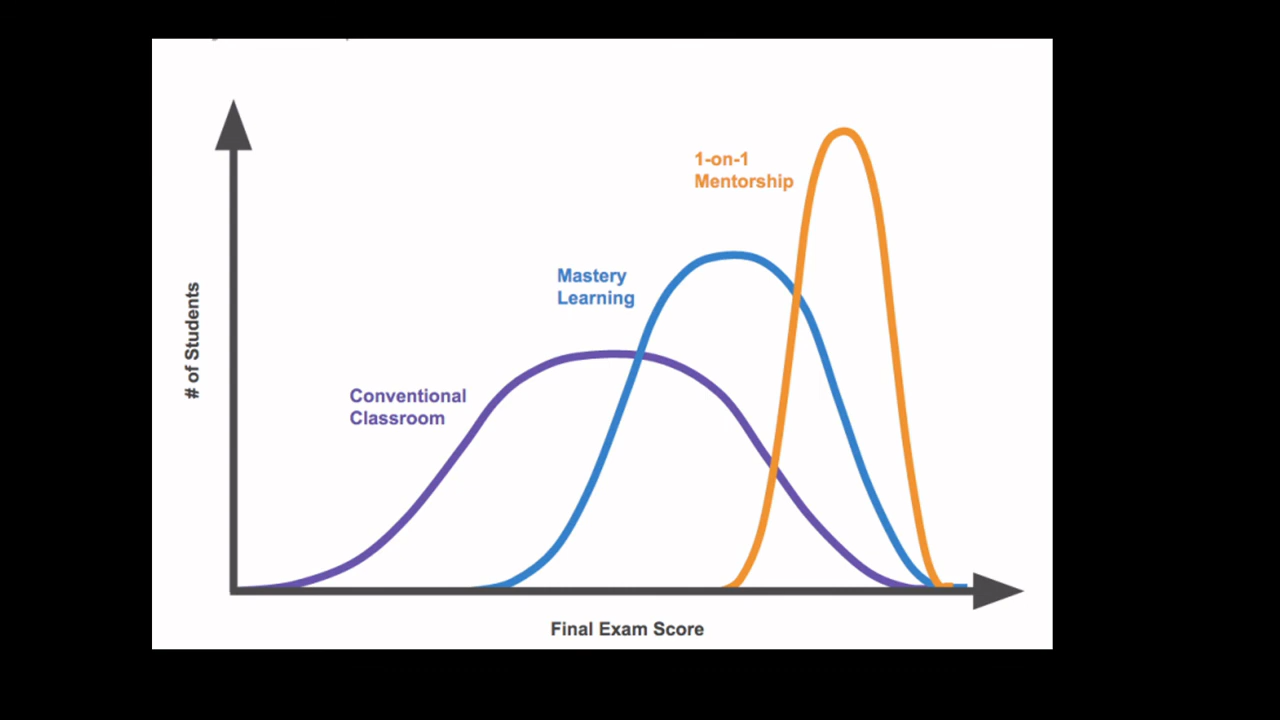 1-on-1
Mentorship
Mastery
Learning
Conventional
Classroom
# of Students
Final Exam Score